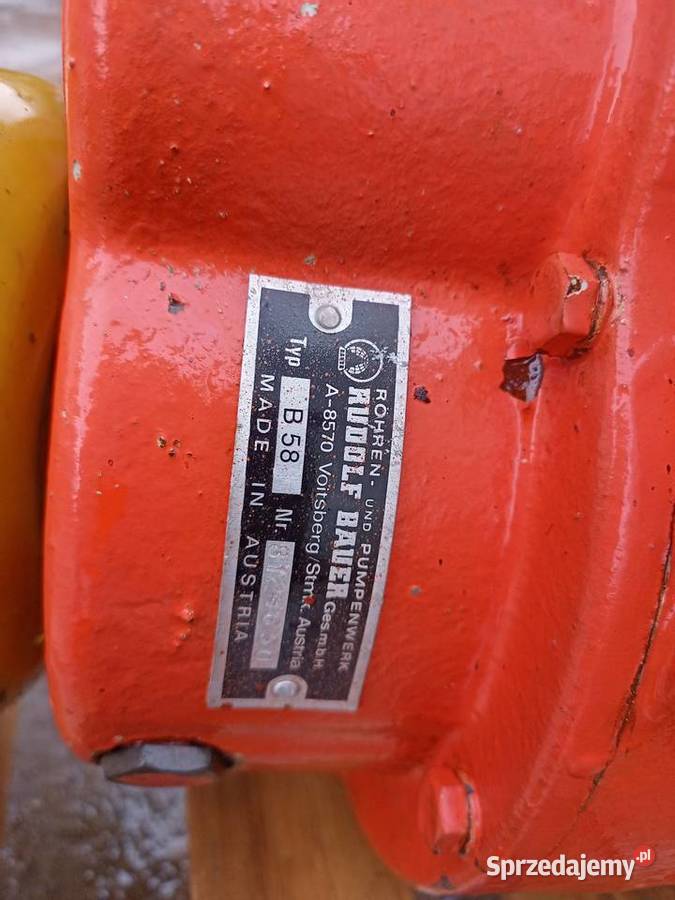 RÖHREN- UND PUMPENWERK
RUDOLF BAUER Ges.m.b.H.
A-8570 Voitsberg/Stmk. Austria
Typ B 58 Nr.
MADE IN AUSTRIA
Sprzedajemy.pl